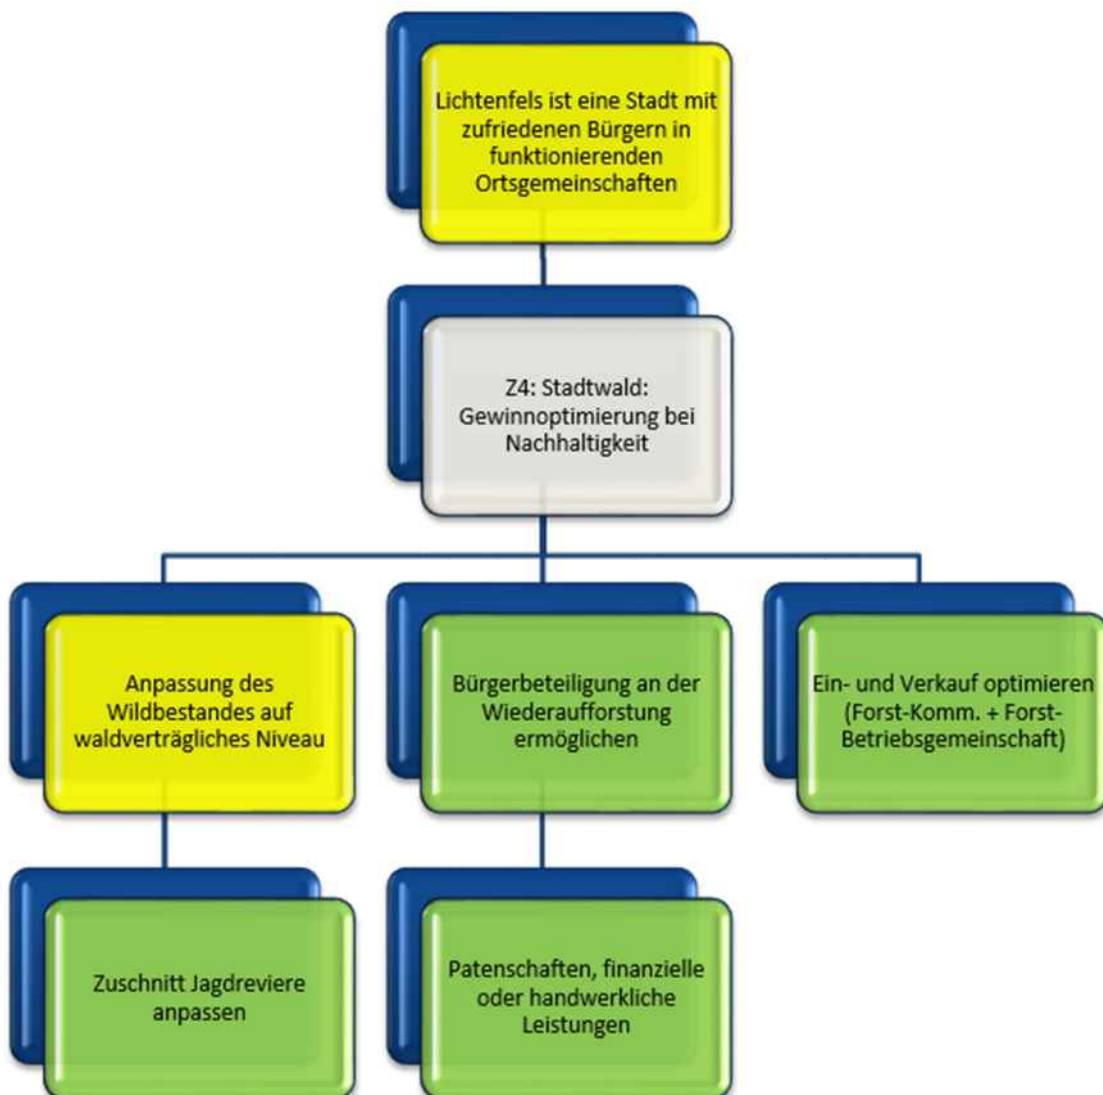 Lichtenfels ist eine Stadt mit
zufriedenen Bürgern in
funktionierenden
Ortsgemeinschaften
Z4: Stadtwald:
Gewinnoptimierung bei
Nachhaltigkeit
Anpassung des
Wildbestandes auf
waldverträgliches Niveau
Bürgerbeteiligung an der
Wiederaufforstung
ermöglichen
Ein- und Verkauf optimieren
(Forst-Komm. + Forst-
Betriebsgemeinschaft)
Zuschnitt Jagdreviere
anpassen
Patenschaften, finanzielle
oder handwerkliche
Leistungen